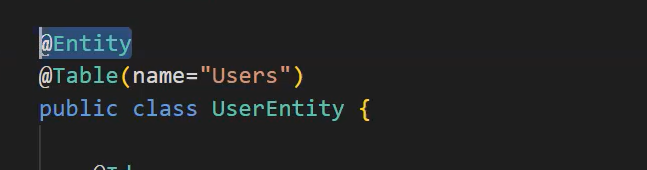 @Entity
@Table(name="Users")
public class UserEntity {